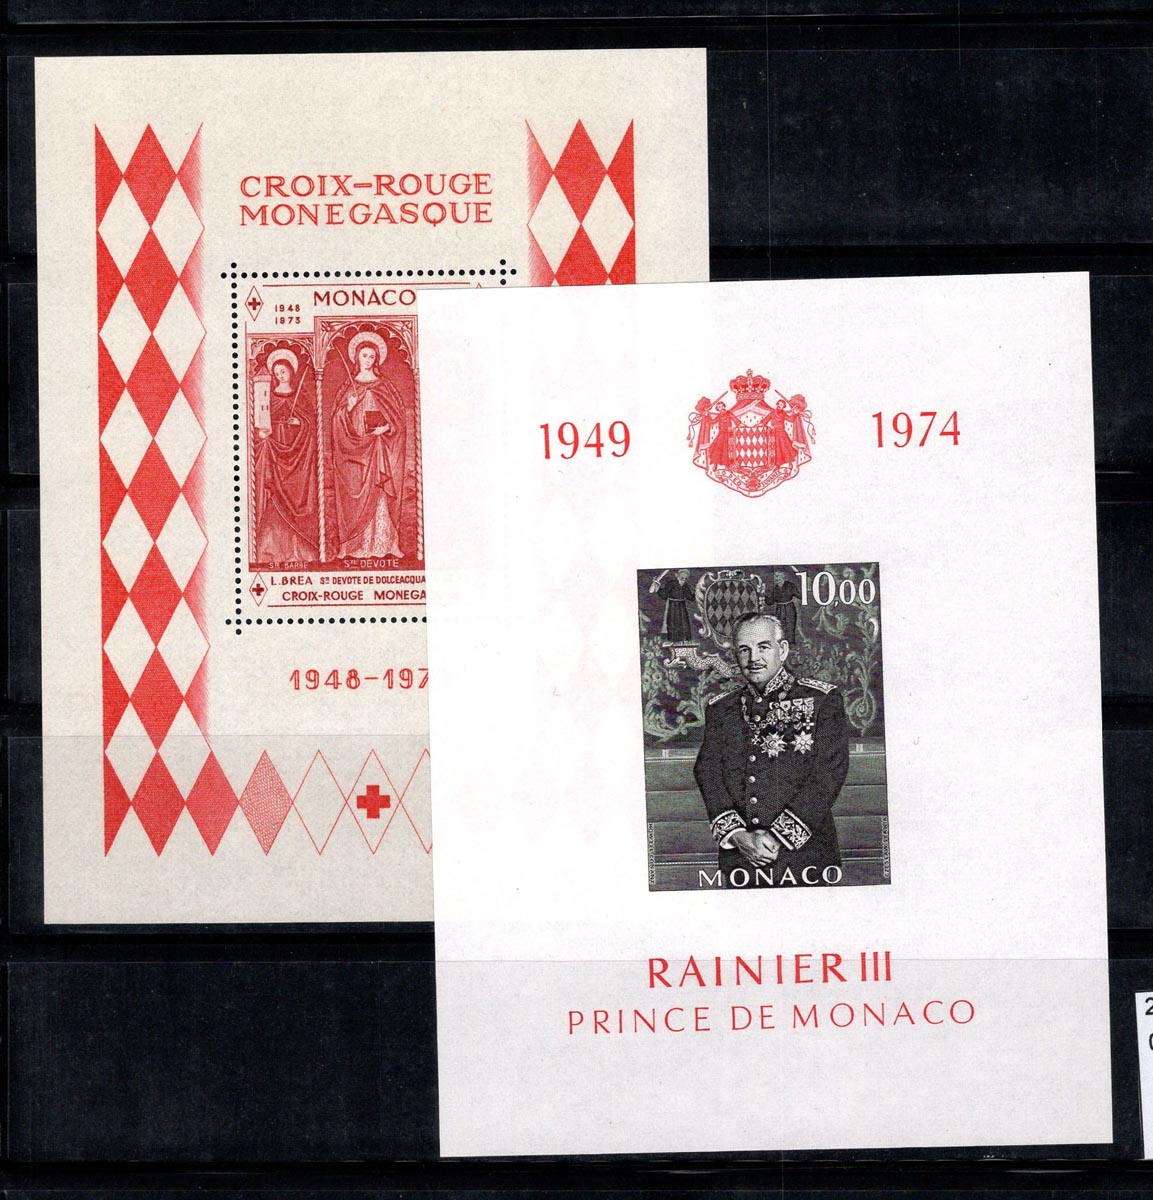 CROIX-ROUGE
MONEGASQUE
MONACO
1948
1973
STE BARBE
STE DEVOTE
L.BREA STE DEVOTE DE DOLCEACQUA
CROIX-ROUGE MONEGA
1948-197
1949
1974
10,00
MONACO
RAINIER III
PRINCE DE MONACO
2